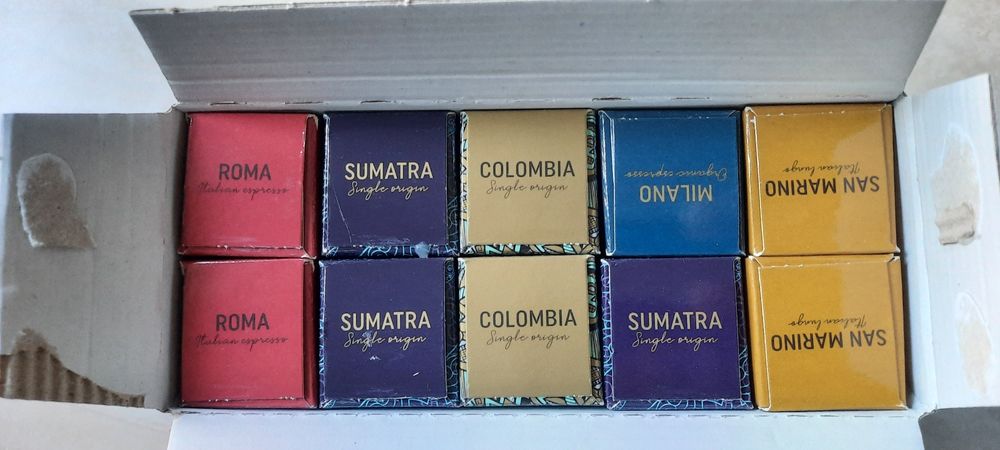 ROMA
Italian espresso
SUMATRA
Single origin
COLOMBIA
Single origin
MILANO
Organic espresso
SAN MARINO
Italian lungo
ROMA
Italian espresso
SUMATRA
Single origin
COLOMBIA
Single origin
SUMATRA
Single origin
SAN MARINO
Italian lungo